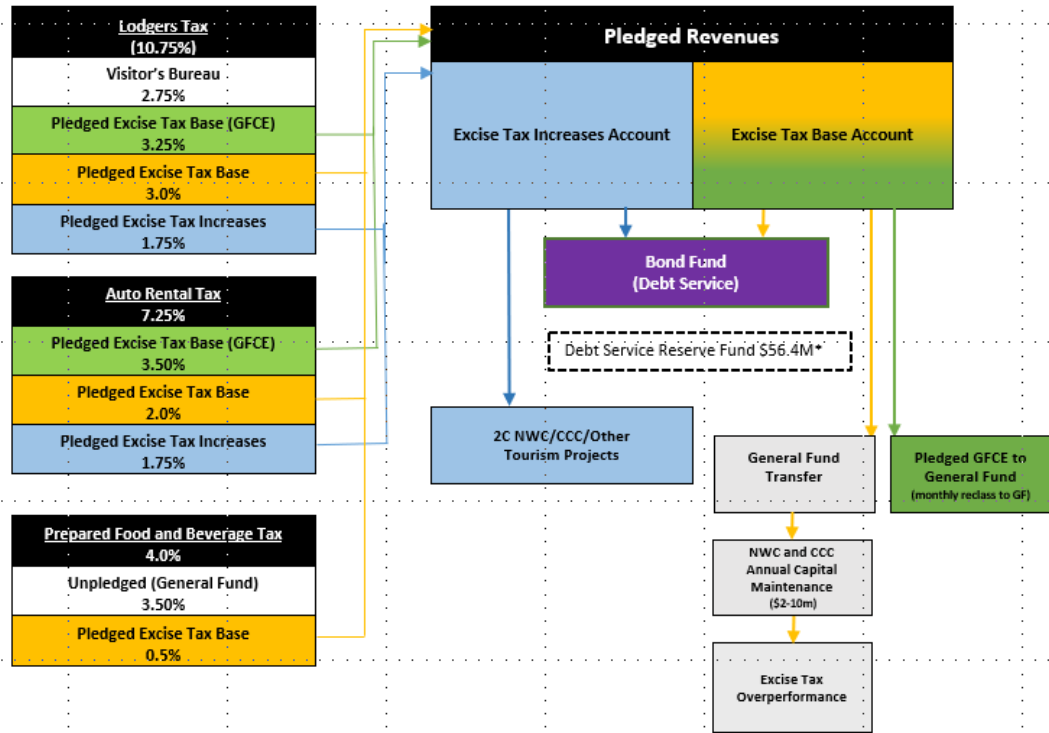 Lodgers Tax
(10.75%)
Visitor's Bureau
2.75%
Pledged Excise Tax Base (GFCE)
3.25%
Pledged Excise Tax Base
3.0%
Pledged Excise Tax Increases
1.75%
Auto Rental Tax
7.25%
Pledged Excise Tax Base (GFCE)
3.50%
Pledged Excise Tax Base
2.0%
Pledged Excise Tax Increases
1.75%
Prepared Food and Beverage Tax
4.0%
Unpledged (General Fund)
3.50%
Pledged Excise Tax Base
0.5%
Pledged Revenues
Excise Tax Increases Account
Excise Tax Base Account
Bond Fund
(Debt Service)
Debt Service Reserve Fund $56.4M*
2C NWC/CCC/Other
Tourism Projects
General Fund
Transfer
Pledged GFCE to
General Fund
(monthly reclass to GF)
NWC and CCC
Annual Capital
Maintenance
($2-10m)
Excise Tax
Overperformance